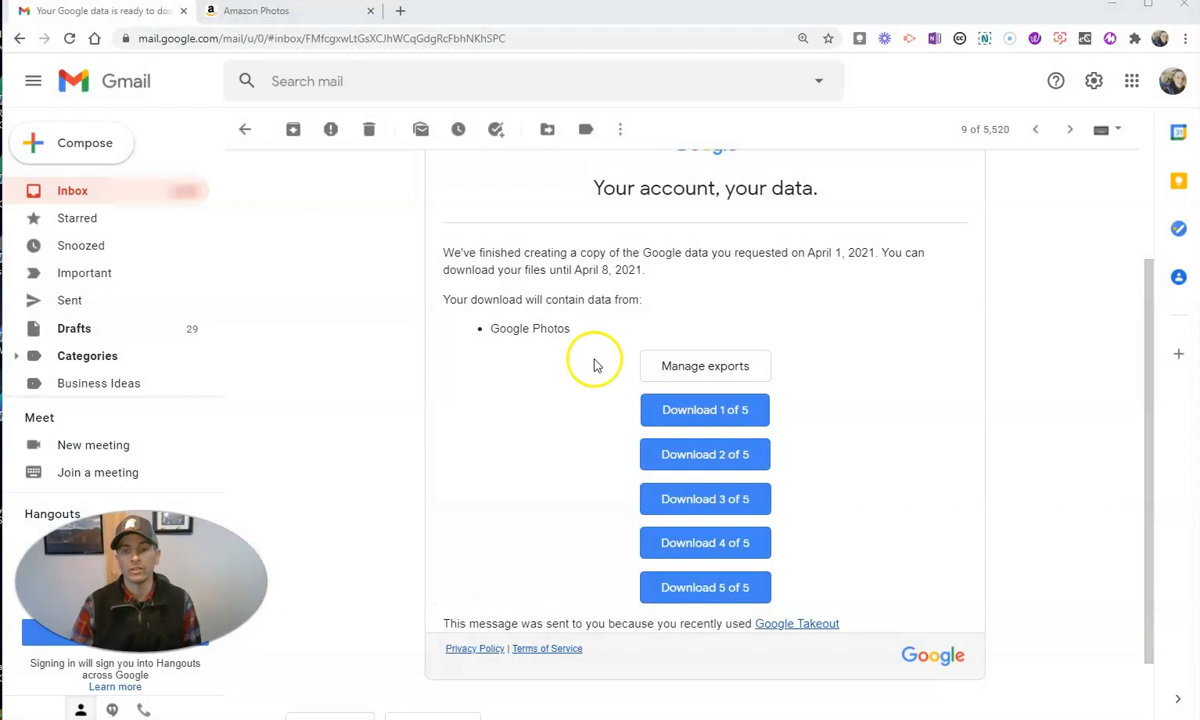 Your Google data is ready to dow
Amazon Photos
mail.google.com/mail/u/0/#inbox/FMfcgxwLtGsXCJhWCqGdgRcFbhNKhSPC
Gmail
Search mail
Compose
9 of 5,520
Inbox
Starred
Snoozed
Important
Sent
Drafts 29
Categories
Business Ideas
Meet
New meeting
Join a meeting
Hangouts
Signing in will sign you into Hangouts
across Google
Learn more
Google
Your account, your data.
We've finished creating a copy of the Google data you requested on April 1, 2021. You can
download your files until April 8, 2021.
Your download will contain data from:
• Google Photos
Manage exports
Download 1 of 5
Download 2 of 5
Download 3 of 5
Download 4 of 5
Download 5 of 5
This message was sent to you because you recently used Google Takeout
Privacy Policy | Terms of Service
Google